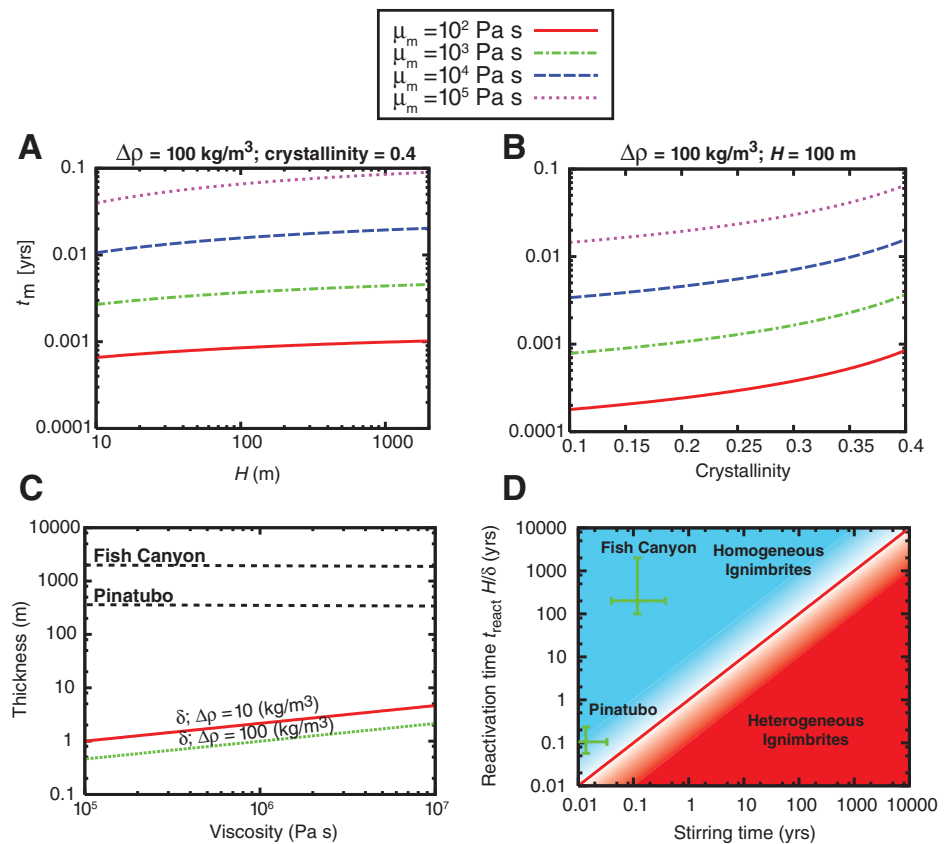 μm =10² Pa s
μm =10³ Pa s
μm =10⁴ Pa s
μm =10⁵ Pa s
A
Δρ = 100 kg/m³; crystallinity = 0.4
0.1
0.01
0.001
0.0001
tm [yrs]
10
100
1000
H (m)
B
Δρ = 100 kg/m³; H = 100 m
0.1
0.01
0.001
0.0001
0.1
0.15
0.2
0.25
0.3
0.35
0.4
Crystallinity
C
10000
1000
100
10
1
0.1
Thickness (m)
Fish Canyon
Pinatubo
δ; Δρ = 10 (kg/m³)
δ; Δρ = 100 (kg/m³)
10⁵
10⁶
10⁷
Viscosity (Pa s)
D
10000
1000
100
10
1
0.1
0.01
Reactivation time treact H/δ (yrs)
Fish Canyon
Homogeneous
Ignimbrites
Pinatubo
Heterogeneous
Ignimbrites
0.01
0.1
1
10
100
1000
10000
Stirring time (yrs)